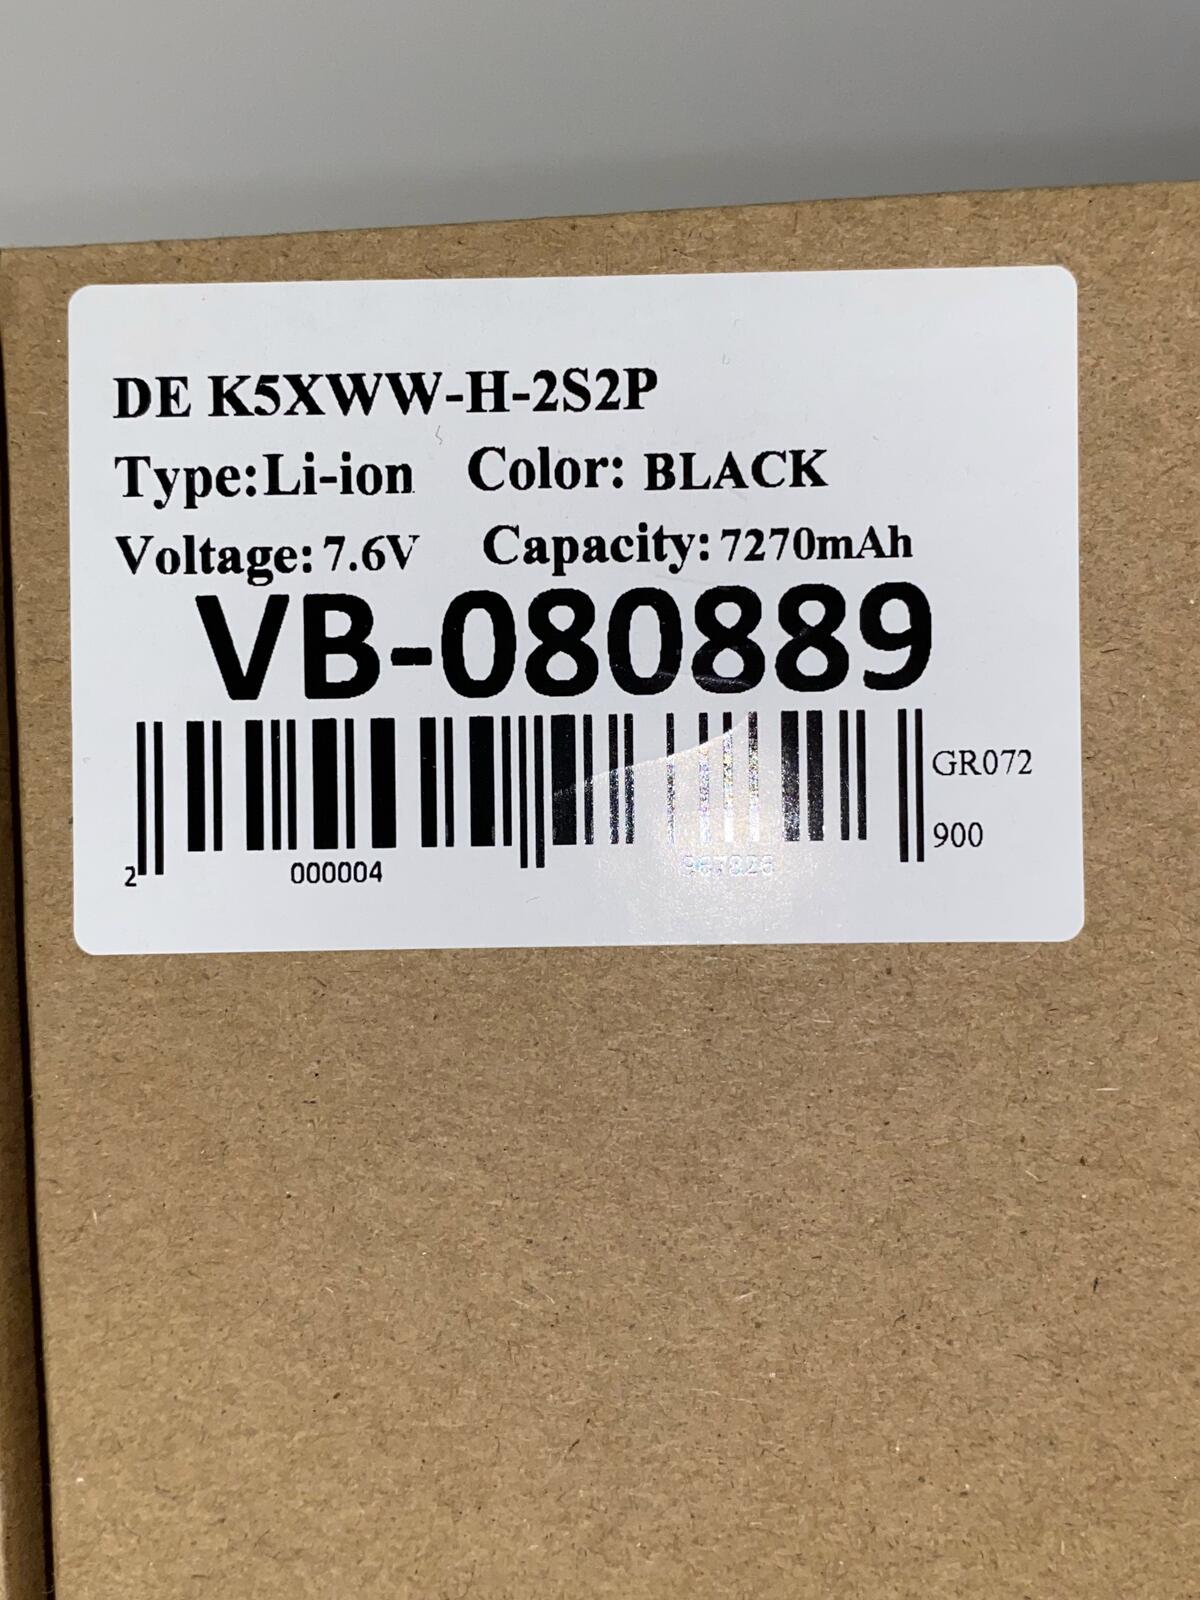 DE K5XWW-H-2S2P
Type:Li-ion Color: BLACK
Voltage: 7.6V Capacity: 7270mAh
VB-080889
GR072
900
2 000004 967826